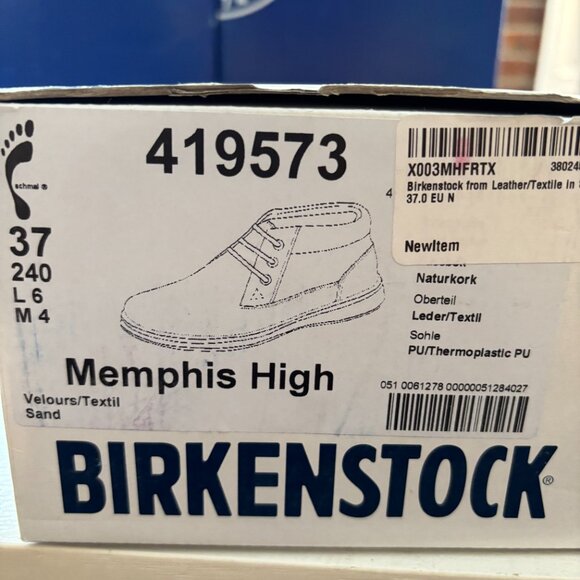 419573
schmal ®
37
240
L 6
M 4
X003MHFRTX
Birkenstock from Leather/Textile in
37.0 EU N
NewItem
Naturkork
Oberteil
Leder/Textil
Sohle
PU/Thermoplastic PU
Memphis High
Velours/Textil
Sand
051 0061278 00000051284027
BIRKENSTOCK®